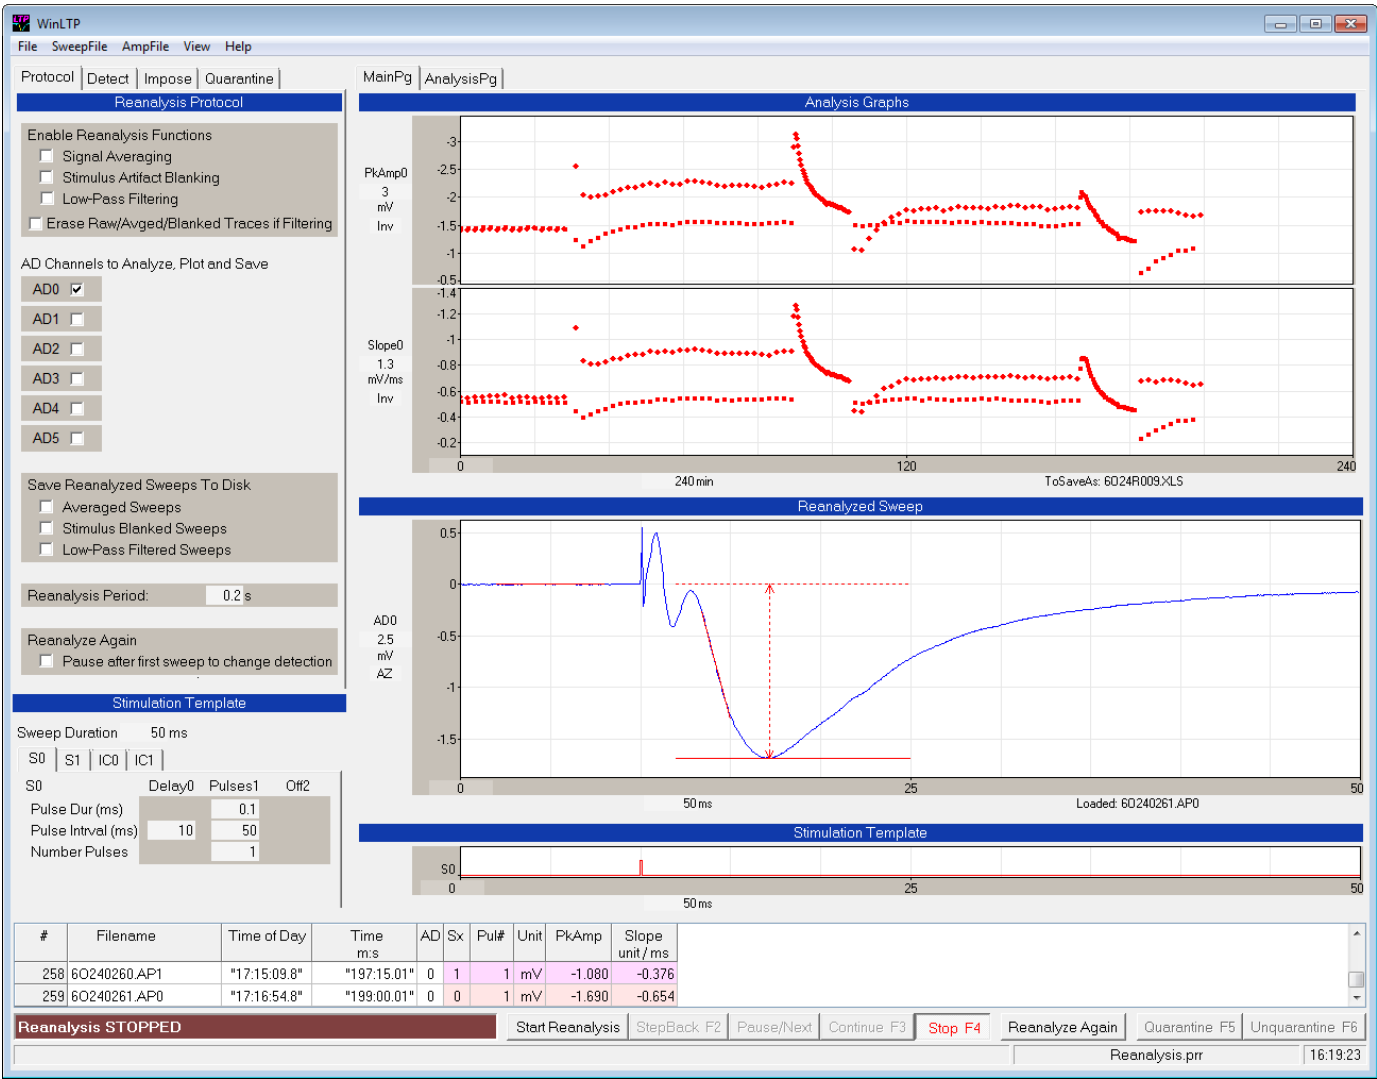 WinLTP
File SweepFile AmpFile View Help
Protocol Detect Impose Quarantine
Reanalysis Protocol
Enable Reanalysis Functions
Signal Averaging
Stimulus Artifact Blanking
Low-Pass Filtering
Erase Raw/Avged/Blanked Traces if Filtering
AD Channels to Analyze, Plot and Save
AD0
AD1
AD2
AD3
AD4
AD5
Save Reanalyzed Sweeps To Disk
Averaged Sweeps
Stimulus Blanked Sweeps
Low-Pass Filtered Sweeps
Reanalysis Period: 0.2 s
Reanalyze Again
Pause after first sweep to change detection
Stimulation Template
Sweep Duration 50 ms
S0 S1 IC0 IC1
S0 Delay0 Pulses1 Off2
Pulse Dur (ms) 0.1
Pulse Intrval (ms) 10 50
Number Pulses 1
MainPg AnalysisPg
Analysis Graphs
PkAmp0
3
mV
Inv
-3
-2.5
-2
-1.5
-1
-0.5
Slope0
1.3
mV/ms
Inv
-1.4
-1.2
-1
-0.8
-0.6
-0.4
-0.2
0 120 240
240 min ToSaveAs: 6O24R009.XLS
Reanalyzed Sweep
AD0
2.5
mV
AZ
0.5
0
-0.5
-1
-1.5
0 25 50
50 ms Loaded: 6O240261.AP0
Stimulation Template
S0
0 25 50
50 ms
# Filename Time of Day Time m:s AD Sx Pul# Unit PkAmp Slope unit / ms
258 6O240260.AP1 "17:15:09.8" "197:15.01" 0 1 1 mV -1.080 -0.376
259 6O240261.AP0 "17:16:54.8" "199:00.01" 0 0 1 mV -1.690 -0.654
Reanalysis STOPPED Start Reanalysis StepBack F2 Pause/Next Continue F3 Stop F4 Reanalyze Again Quarantine F5 Unquarantine F6
Reanalysis.prr 16:19:23